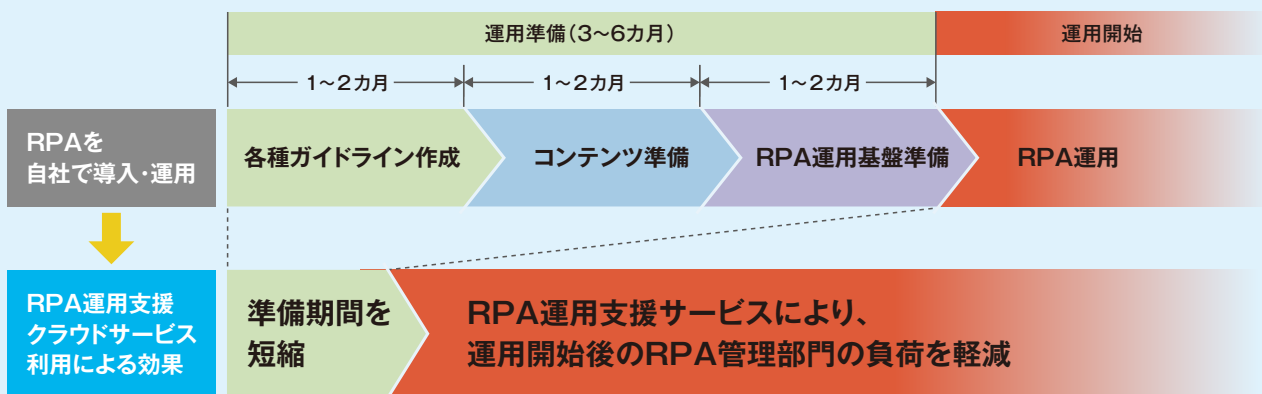 運用準備(3～6カ月)
運用開始
1～2カ月
1～2カ月
1～2カ月
RPAを
自社で導入・運用
各種ガイドライン作成
コンテンツ準備
RPA運用基盤準備
RPA運用
RPA運用支援
クラウドサービス
利用による効果
準備期間を
短縮
RPA運用支援サービスにより、
運用開始後のRPA管理部門の負荷を軽減